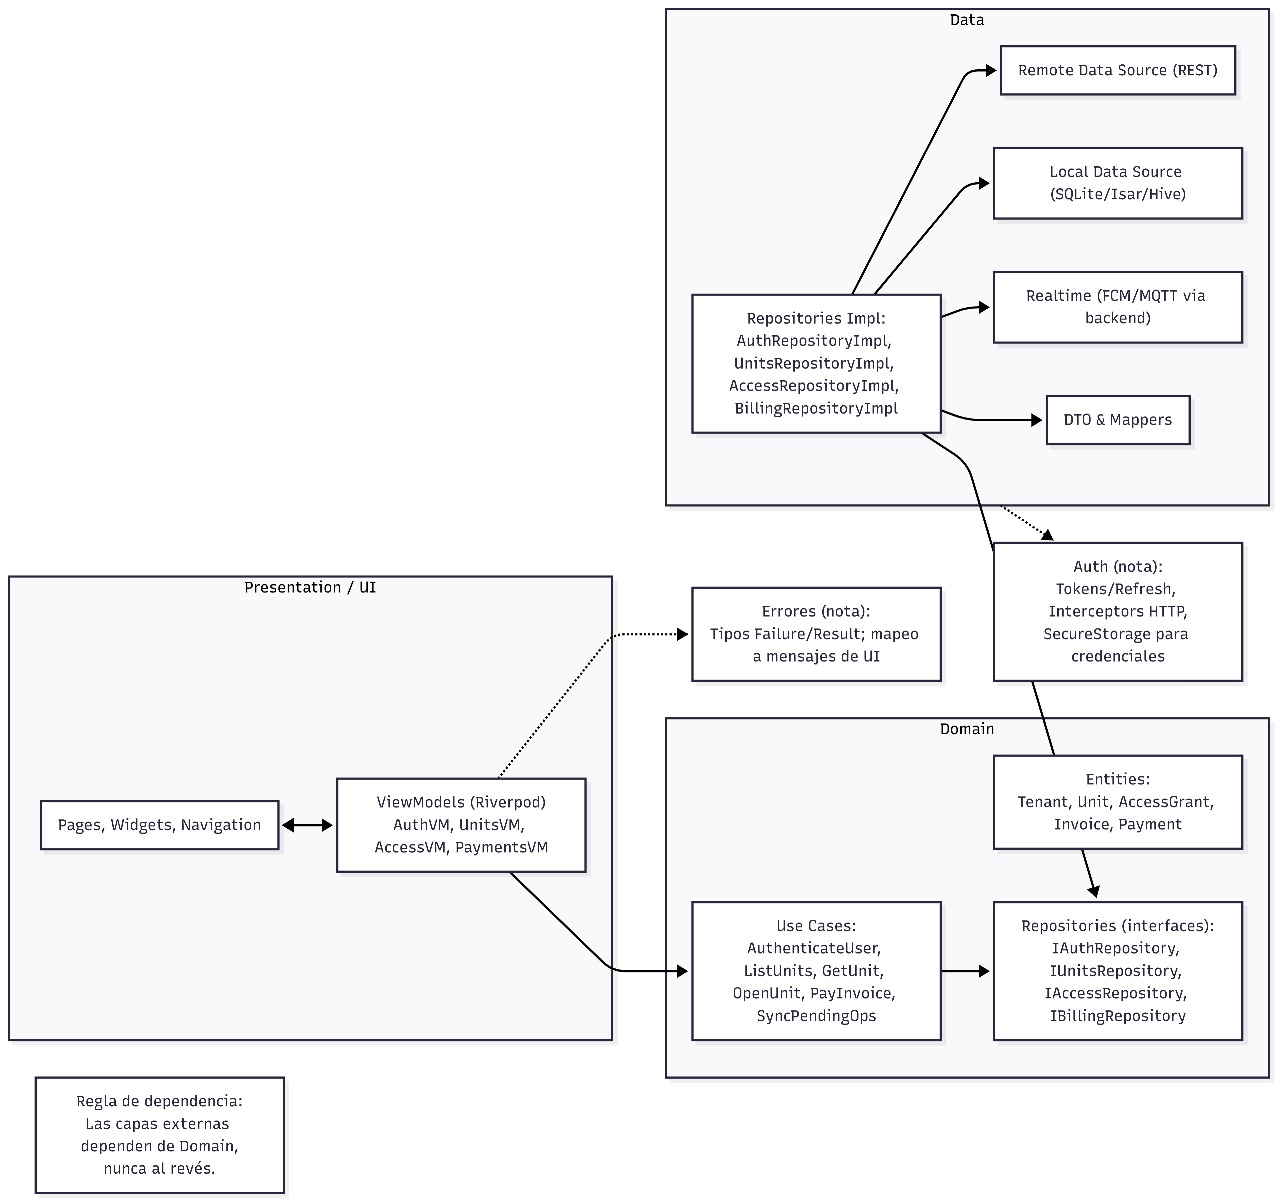 Data
Remote Data Source (REST)
Local Data Source
(SQLite/Isar/Hive)
Realtime (FCM/MQTT via
backend)
Repositories Impl:
AuthRepositoryImpl,
UnitsRepositoryImpl,
AccessRepositoryImpl,
BillingRepositoryImpl
DTO & Mappers
Auth (nota):
Tokens/Refresh,
Interceptors HTTP,
SecureStorage para
credenciales
Presentation / UI
Errores (nota):
Tipos Failure/Result; mapeo
a mensajes de UI
Pages, Widgets, Navigation
ViewModels (Riverpod)
AuthVM, UnitsVM,
AccessVM, PaymentsVM
Domain
Entities:
Tenant, Unit, AccessGrant,
Invoice, Payment
Use Cases:
AuthenticateUser,
ListUnits, GetUnit,
OpenUnit, PayInvoice,
SyncPendingOps
Repositories (interfaces):
IAuthRepository,
IUnitsRepository,
IAccessRepository,
IBillingRepository
Regla de dependencia:
Las capas externas
dependen de Domain,
nunca al revés.